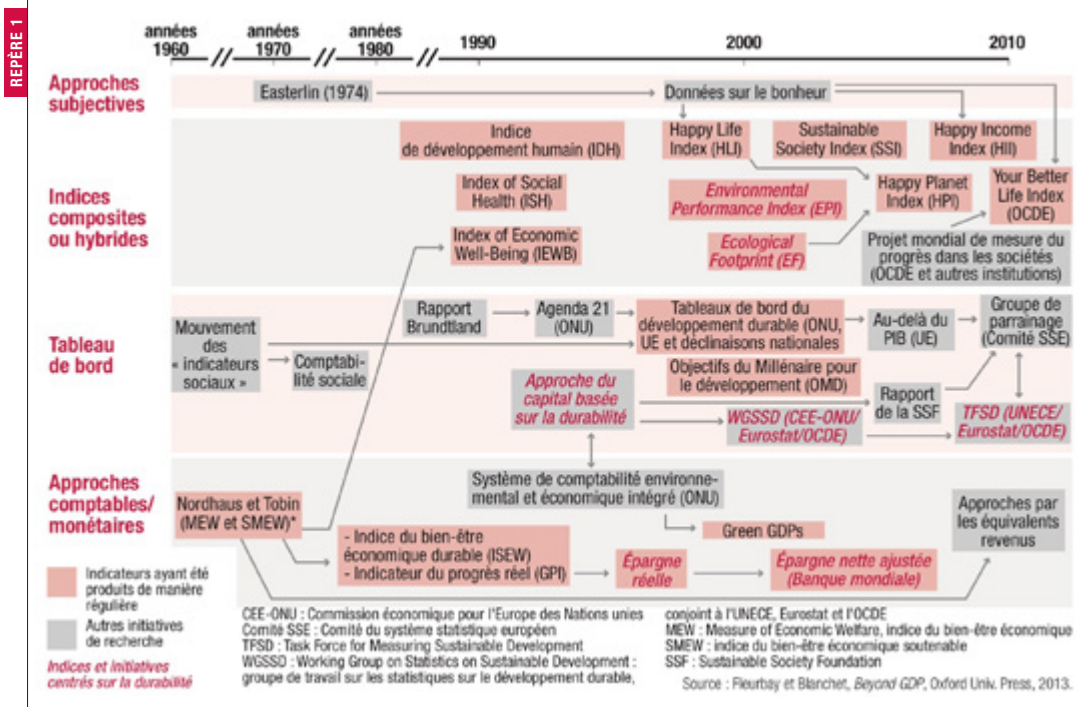 REPÈRE 1
années
1960
années
1970
années
1980
1990
2000
2010
Approches
subjectives
Easterlin (1974)
Données sur le bonheur
Indices
composites
ou hybrides
Indice
de développement humain (IDH)
Happy Life
Index (HLI)
Sustainable
Society Index (SSI)
Happy Income
Index (HII)
Index of Social
Health (ISH)
Environmental
Performance Index (EPI)
Happy Planet
Index (HPI)
Your Better
Life Index
(OCDE)
Index of Economic
Well-Being (IEWB)
Ecological
Footprint (EF)
Projet mondial de mesure du
progrès dans les sociétés
(OCDE et autres institutions)
Tableau
de bord
Mouvement
des
« indicateurs
sociaux »
Comptabi-
lité sociale
Rapport
Brundtland
Agenda 21
(ONU)
Tableaux de bord du
développement durable (ONU,
UE et déclinaisons nationales
Au-delà du
PIB (UE)
Groupe de
parrainage
(Comité SSE)
Objectifs du Millénaire pour
le développement (OMD)
Approche du
capital basée
sur la durabilité
WGSSD (CEE-ONU/
Eurostat/OCDE)
Rapport
de la SSF
TFSD (UNECE/
Eurostat/OCDE)
Approches
comptables/
monétaires
Nordhaus et Tobin
(MEW et SMEW)*
Système de comptabilité environne-
mental et économique intégré (ONU)
Green GDPs
Approches par
les équivalents
revenus
- Indice du bien-être
économique durable (ISEW)
- Indicateur du progrès réel (GPI)
Épargne
réelle
Épargne nette ajustée
(Banque mondiale)
Indicateurs ayant été
produits de manière
régulière
Autres initiatives
de recherche
Indices et initiatives
centrés sur la durabilité
CEE-ONU : Commission économique pour l'Europe des Nations unies
Comité SSE : Comité du système statistique européen
TFSD : Task Force for Measuring Sustainable Development
WGSSD : Working Group on Statistics on Sustainable Development :
groupe de travail sur les statistiques sur le développement durable,
conjoint à l'UNECE, Eurostat et l'OCDE
MEW : Measure of Economic Welfare, indice du bien-être économique
SMEW : indice du bien-être économique soutenable
SSF : Sustainable Society Foundation
Source : Fleurbay et Blanchet, Beyond GDP, Oxford Univ. Press, 2013.